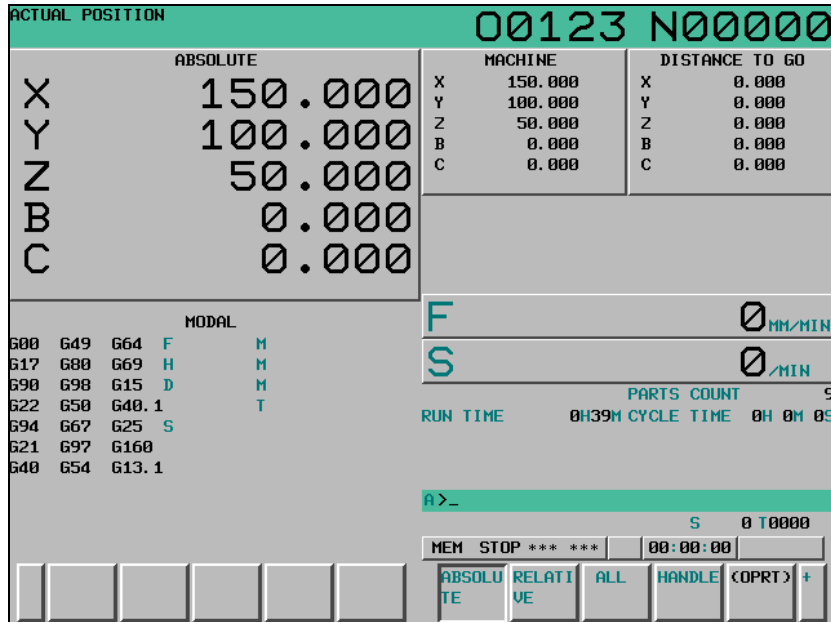 ACTUAL POSITION O0123 N00000
ABSOLUTE
X 150.000
Y 100.000
Z 50.000
B 0.000
C 0.000
MACHINE
X 150.000
Y 100.000
Z 50.000
B 0.000
C 0.000
DISTANCE TO GO
X 0.000
Y 0.000
Z 0.000
B 0.000
C 0.000
MODAL
G00 G49 G64 F M
G17 G80 G69 H M
G90 G98 G15 D M
G22 G50 G40.1 T
G94 G67 G25 S
G21 G97 G160
G40 G54 G13.1
F 0 MM/MIN
S 0 /MIN
PARTS COUNT 9
RUN TIME 0H39M CYCLE TIME 0H 0M 0S
A>_
S 0 T0000
MEM STOP *** *** 00:00:00
ABSOLUTE RELATIVE ALL HANDLE (OPRT) +